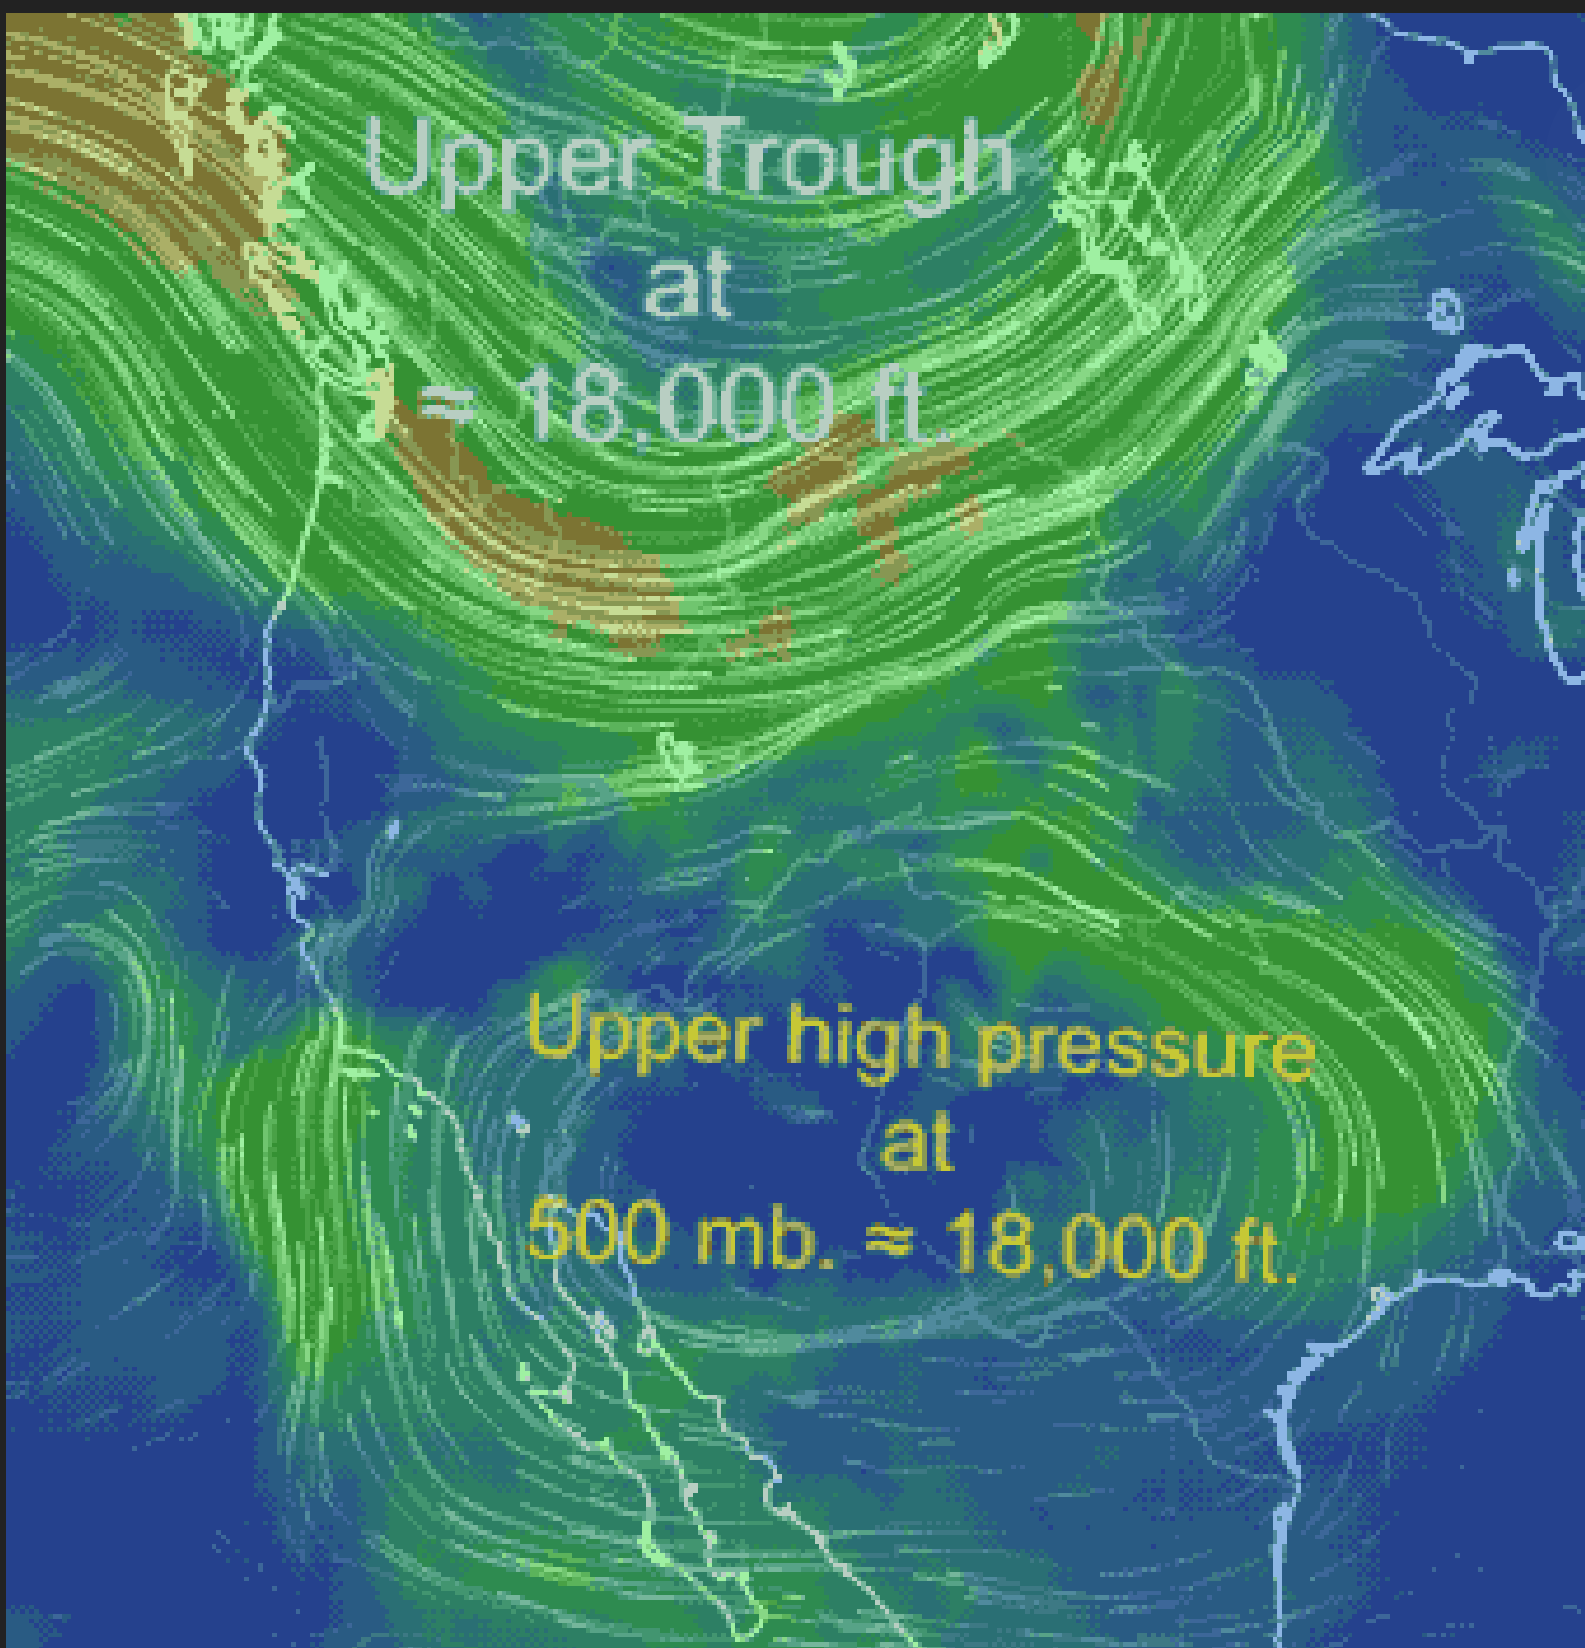 Upper Trough
at
≈ 18,000 ft.
Upper high pressure
at
500 mb. ≈ 18,000 ft.